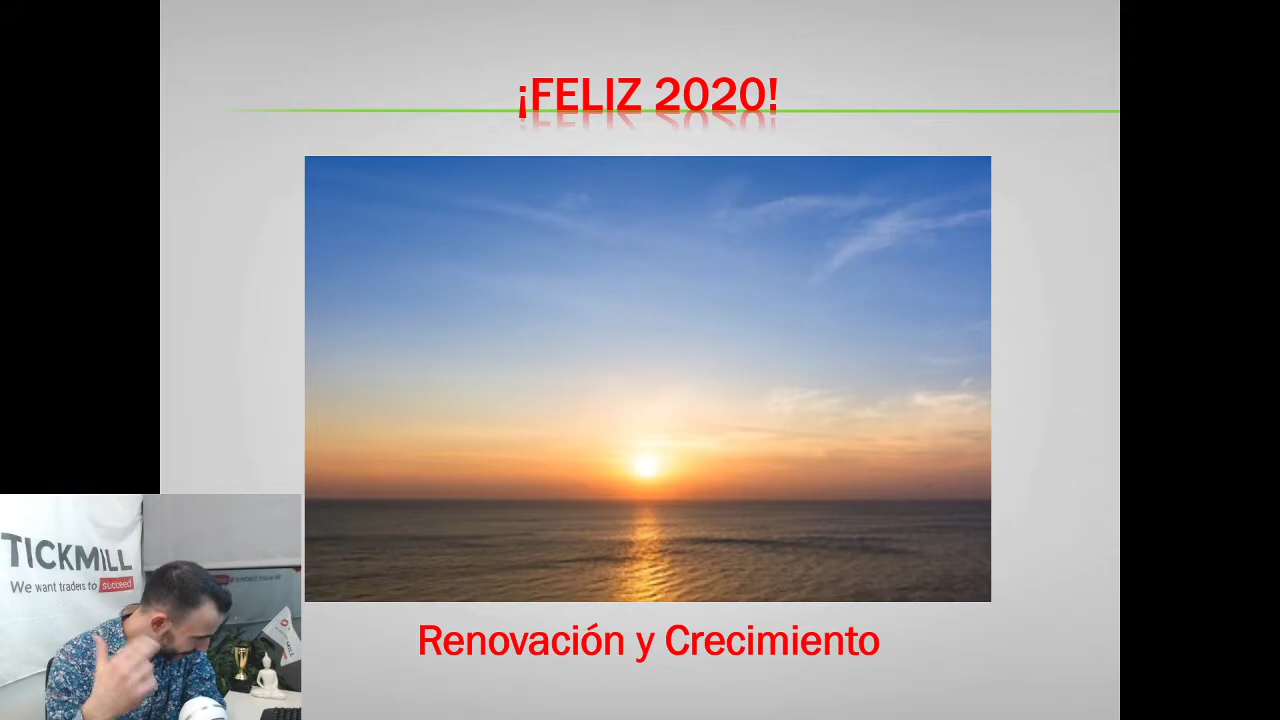 ¡FELIZ 2020!
Renovación y Crecimiento
TICKMILL
We want traders to succeed